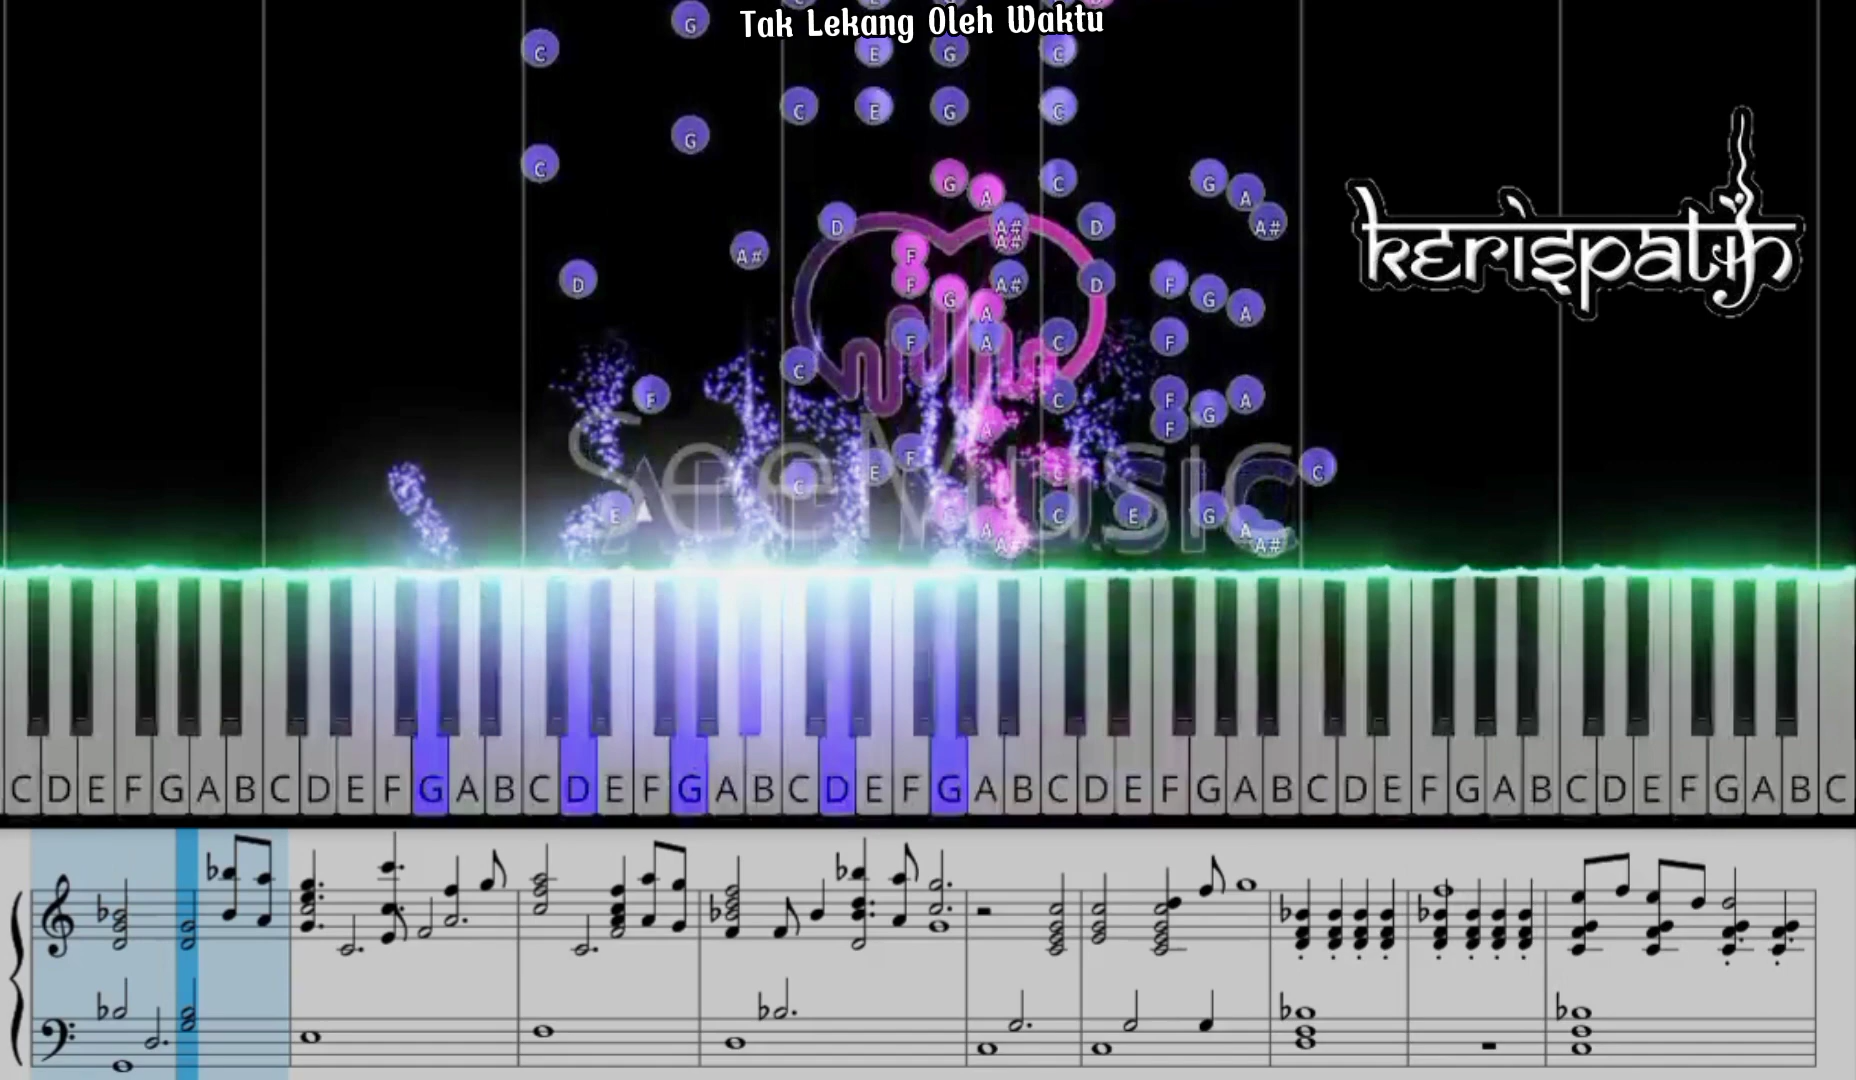 Tak Lekang Oleh Waktu
G
C E G C
C E G C
G
C
G A C G A
D A# A# D A#
A# F
D F G A# D F G A
F A C F
C
F C F G A
A F
F
C E C C
E G C E G A
A A# A#
kerispatih
SeeMusic
C D E F G A B C D E F G A B C D E F G A B C D E F G A B C D E F G A B C D E F G A B C D E F G A B C